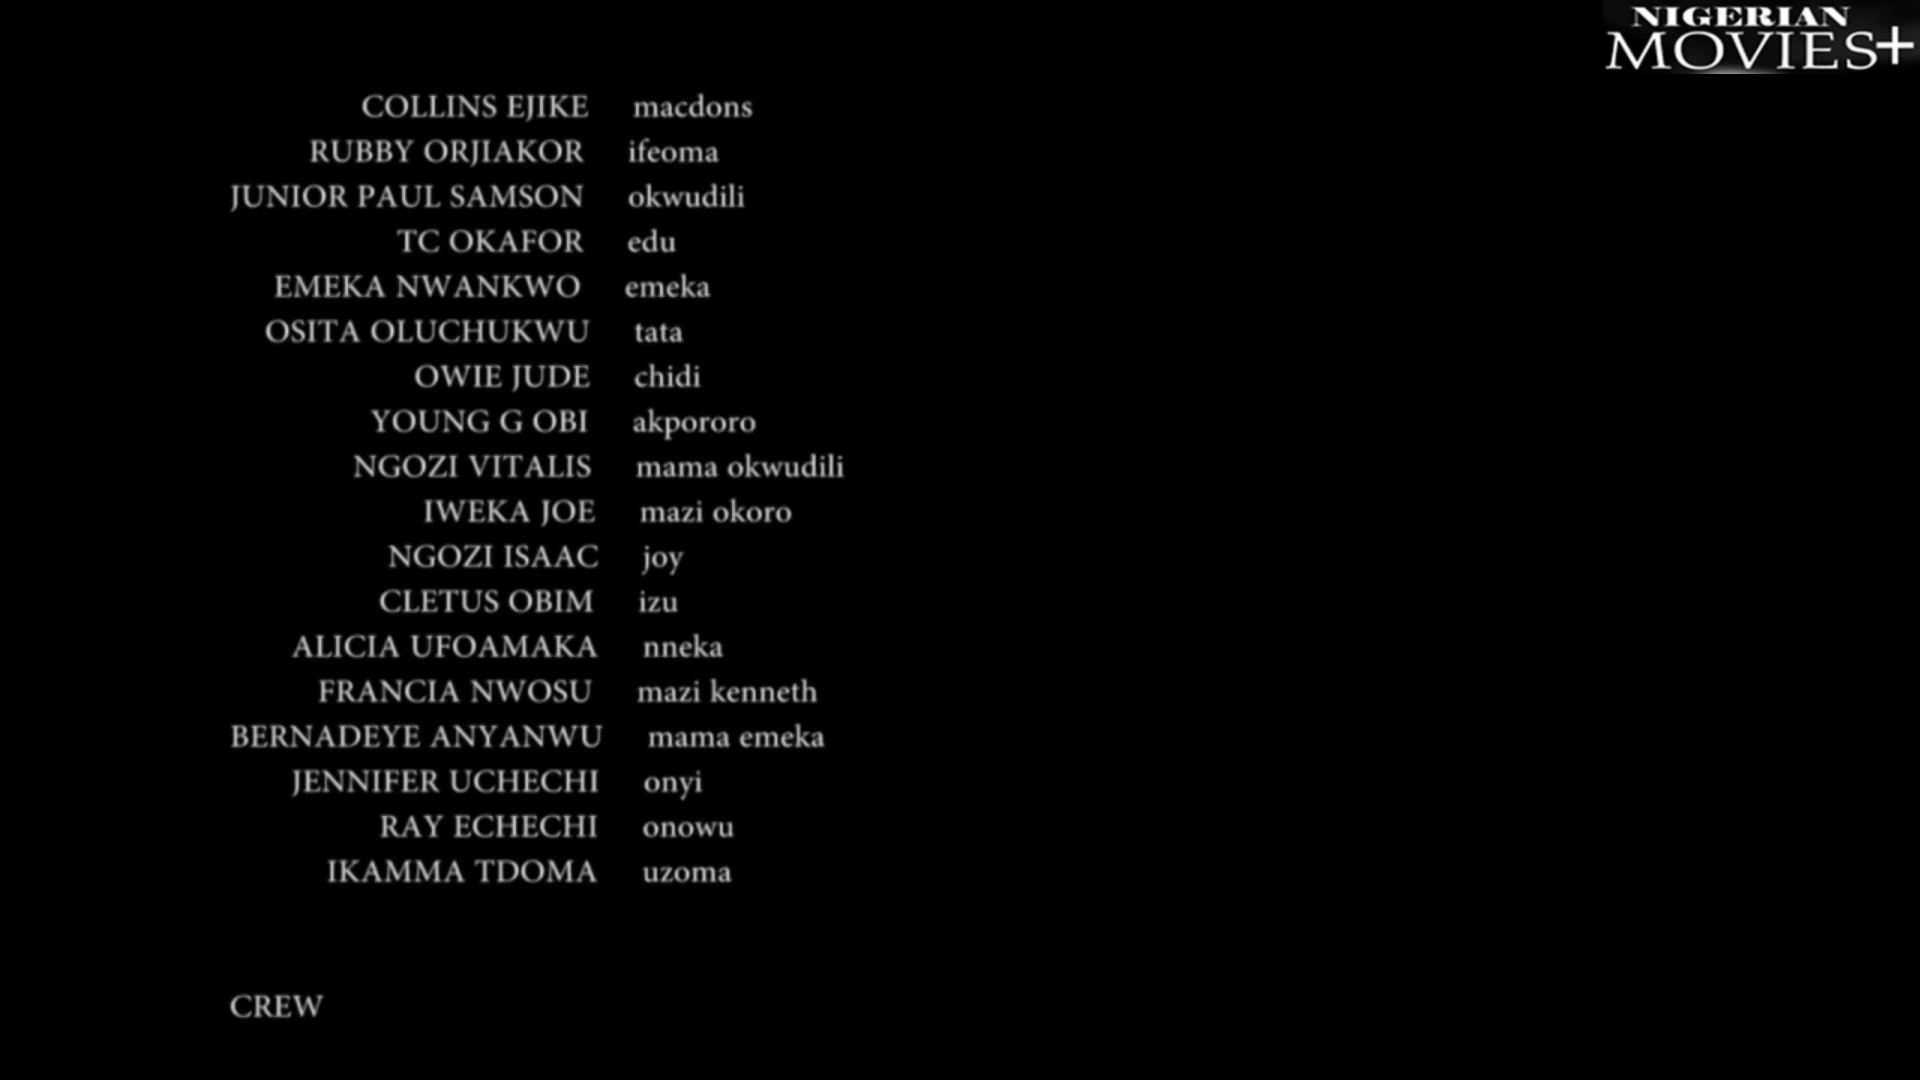 NIGERIAN
MOVIES+
COLLINS EJIKE macdons
RUBBY ORJIAKOR ifeoma
JUNIOR PAUL SAMSON okwudili
TC OKAFOR edu
EMEKA NWANKWO emeka
OSITA OLUCHUKWU tata
OWIE JUDE chidi
YOUNG G OBI akpororo
NGOZI VITALIS mama okwudili
IWEKA JOE mazi okoro
NGOZI ISAAC joy
CLETUS OBIM izu
ALICIA UFOAMAKA nneka
FRANCIA NWOSU mazi kenneth
BERNADEYE ANYANWU mama emeka
JENNIFER UCHECHI onyi
RAY ECHECHI onowu
IKAMMA TDOMA uzoma
CREW